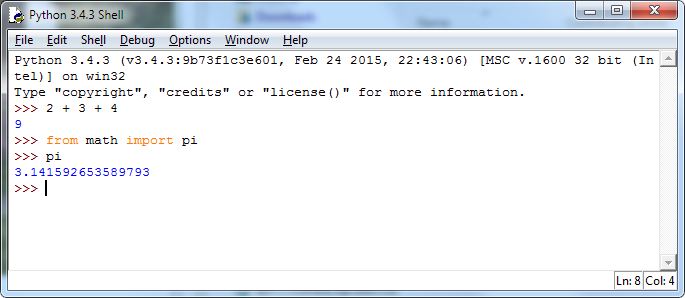 Python 3.4.3 Shell
File Edit Shell Debug Options Window Help
Python 3.4.3 (v3.4.3:9b73f1c3e601, Feb 24 2015, 22:43:06) [MSC v.1600 32 bit (In
tel)] on win32
Type "copyright", "credits" or "license()" for more information.
>>> 2 + 3 + 4
9
>>> from math import pi
>>> pi
3.141592653589793
>>>
Ln: 8 Col: 4